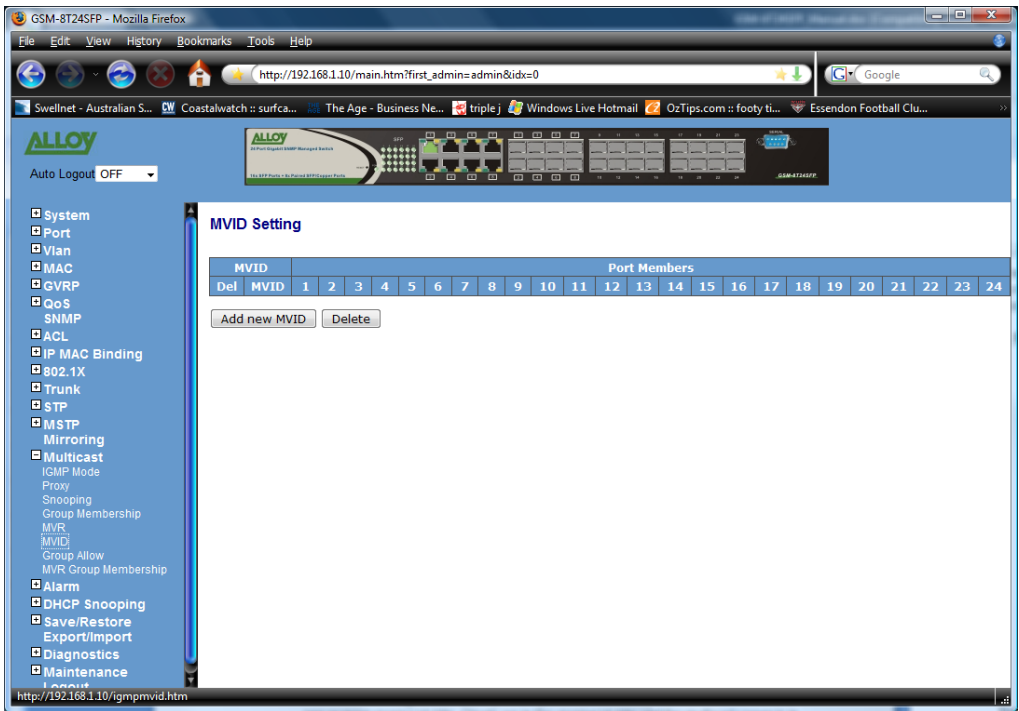 GSM-8T24SFP - Mozilla Firefox
File Edit View History Bookmarks Tools Help
http://192.168.1.10/main.htm?first_admin=admin&idx=0
Google
Swellnet - Australian S... CW Coastalwatch :: surfca... The Age - Business Ne... triple j Windows Live Hotmail OzTips.com :: footy ti... Essendon Football Clu... »
ALLOY
Auto Logout OFF
ALLOY
SFP
GSM-8T24SFP
System
Port
Vlan
MAC
GVRP
QoS
SNMP
ACL
IP MAC Binding
802.1X
Trunk
STP
MSTP
Mirroring
Multicast
IGMP Mode
Proxy
Snooping
Group Membership
MVR
MVID
Group Allow
MVR Group Membership
Alarm
DHCP Snooping
Save/Restore
Export/Import
Diagnostics
Maintenance
Logout
MVID Setting
MVID Port Members
Del MVID 1 2 3 4 5 6 7 8 9 10 11 12 13 14 15 16 17 18 19 20 21 22 23 24
Add new MVID Delete
http://192.168.1.10/igmpmvid.htm